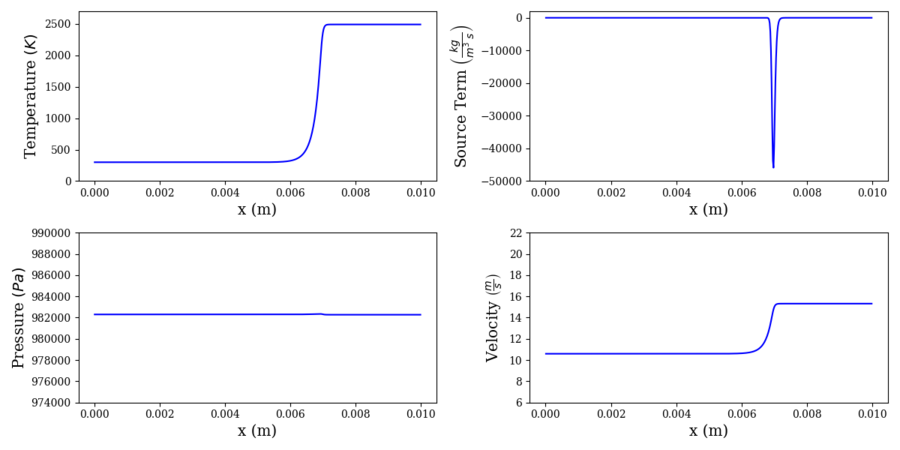 Temperature (K)
2500
2000
1500
1000
500
0
0.000 0.002 0.004 0.006 0.008 0.010
x (m)
Source Term (kg/m³ s)
0
−10000
−20000
−30000
−40000
−50000
0.000 0.002 0.004 0.006 0.008 0.010
x (m)
Pressure (Pa)
990000
988000
986000
984000
982000
980000
978000
976000
974000
0.000 0.002 0.004 0.006 0.008 0.010
x (m)
Velocity (m/s)
22
20
18
16
14
12
10
8
6
0.000 0.002 0.004 0.006 0.008 0.010
x (m)